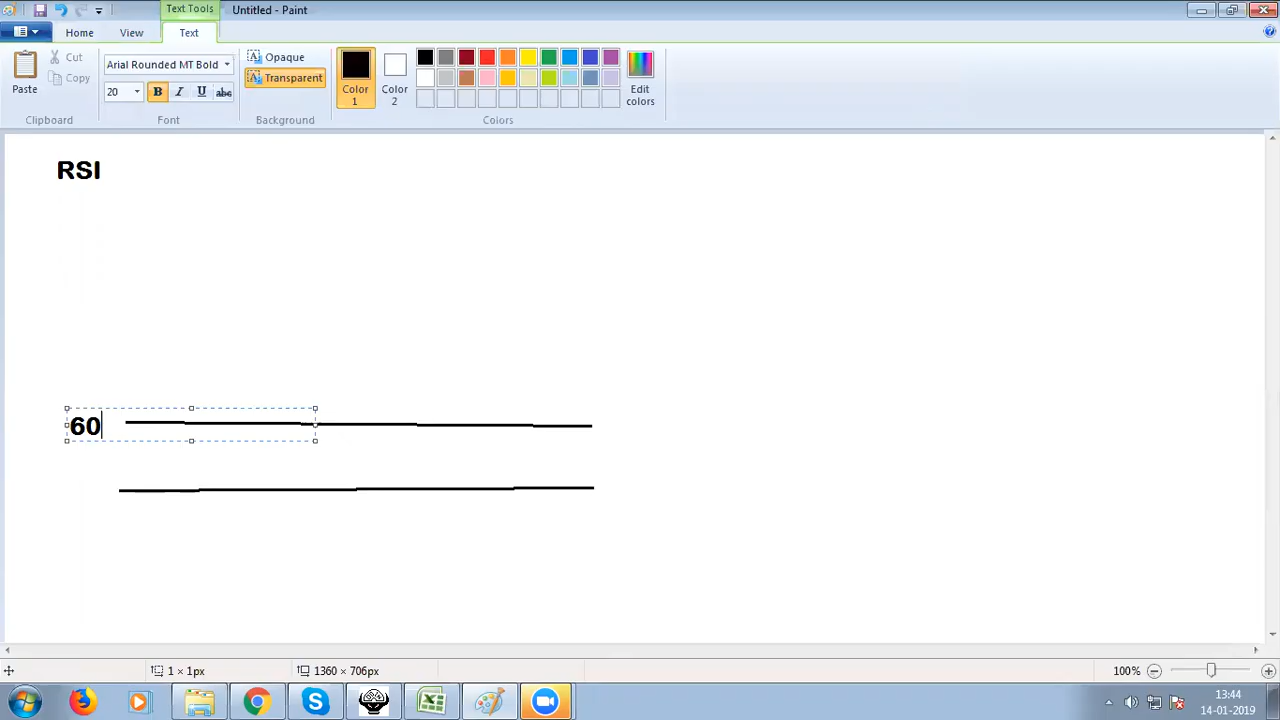 Text Tools
Untitled - Paint
Home
View
Text
Paste
Cut
Copy
Clipboard
Arial Rounded MT Bold
20
B I U abc
Font
Opaque
Transparent
Background
Color 1
Color 2
Edit colors
Colors
RSI
60
1 × 1px
1360 × 706px
100%
13:44
14-01-2019